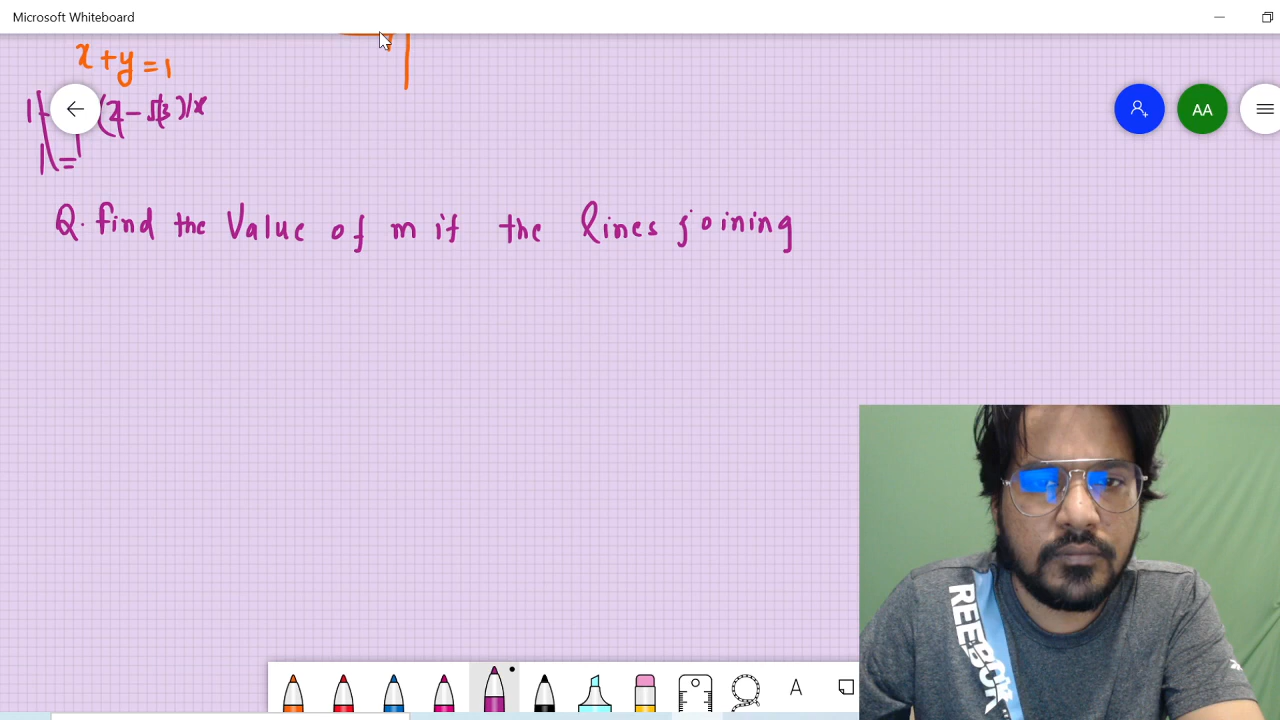 Microsoft Whiteboard
x + y = 1
AA
Q. find the Value of m if the lines joining
REEBOK
A